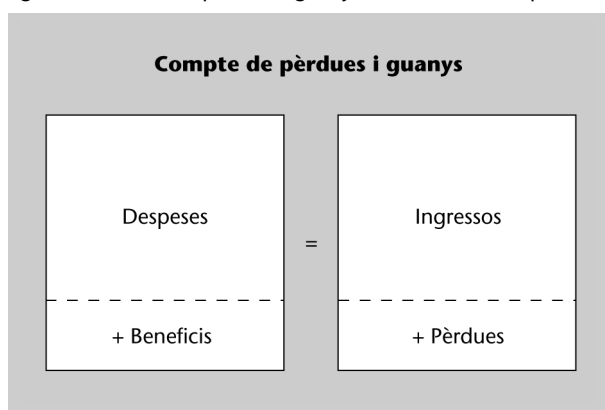 Compte de pèrdues i guanys
Despeses
=
Ingressos
+ Beneficis
+ Pèrdues